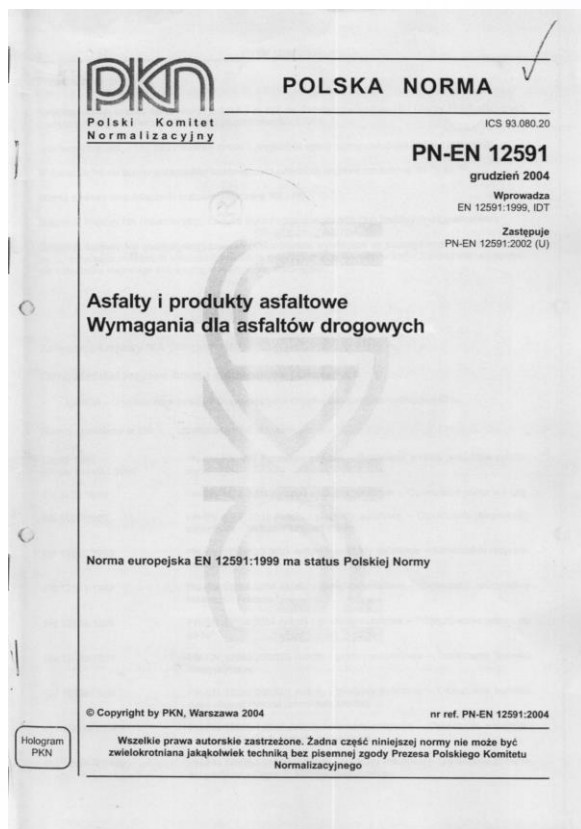 PKN
POLSKA NORMA
Polski Komitet
Normalizacyjny
ICS 93.080.20
PN-EN 12591
grudzień 2004
Wprowadza
EN 12591:1999, IDT
Zastępuje
PN-EN 12591:2002 (U)
Asfalty i produkty asfaltowe
Wymagania dla asfaltów drogowych
Norma europejska EN 12591:1999 ma status Polskiej Normy
© Copyright by PKN, Warszawa 2004
nr ref. PN-EN 12591:2004
Hologram
PKN
Wszelkie prawa autorskie zastrzeżone. Żadna część niniejszej normy nie może być
zwielokrotniana jakąkolwiek techniką bez pisemnej zgody Prezesa Polskiego Komitetu
Normalizacyjnego